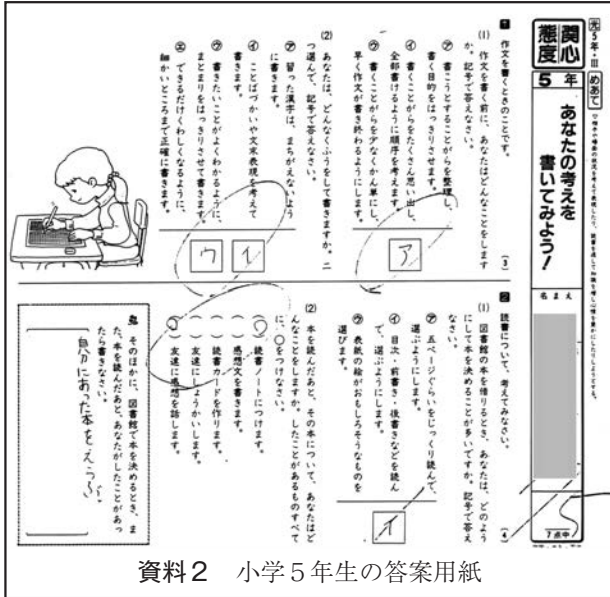 光 5年・III
めあて
関心
態度
5年
あなたの考えを
書いてみよう!
名まえ
7点中
1 作文を書くときのことです。
(1) 作文を書く前に、あなたはどんなことをします
か。記号で答えなさい。
(3)
㋐ 書こうとすることがらを整理し、
書く目的をはっきりさせます。
㋑ 書くことがらをたくさん思い出し、
全部書けるように順序を考えます。
㋒ 書くことがらを少なくかん単にし、
早く作文が書き終わるようにします。
ア
(2) あなたは、どんなくふうをして書きますか。二
つ選んで、記号で答えなさい。
㋐ 習った漢字は、まちがえないよう
に書きます。
㋑ ことばづかいや文末表現を考えて
書きます。
㋒ 書きたいことがよくわかるように、
まとまりをはっきりさせて書きます。
㋓ できるだけくわしくなるように、
細かいところまで正確に書きます。
イ
ウ
2 読書について、考えてみなさい。
(1) 図書館の本を借りるとき、あなたは、どのよう
にして本を決めることが多いですか。記号で答え
なさい。
(4)
㋐ 五ページぐらいをじっくり読んで、
選ぶようにします。
㋑ 目次・前書き・後書きなどを読ん
で、選ぶようにします。
㋒ 表紙の絵がおもしろそうなものを
選びます。
イ
(2) 本を読んだあと、その本について、あなたはど
んなことをしますか。したことがあるものすべて
に、○をつけなさい。
(○) 読書ノートにつけます。
( ) 感想文を書きます。
( ) 読書カードを作ります。
( ) 友達にしょうかいします。
(○) 友達に感想を話します。
そのほかに、図書館で本を決めるとき、ま
た、本を読んだあと、あなたがしたことがあっ
たら書きなさい。
自分にあった本をえらぶ。
資料2 小学5年生の答案用紙